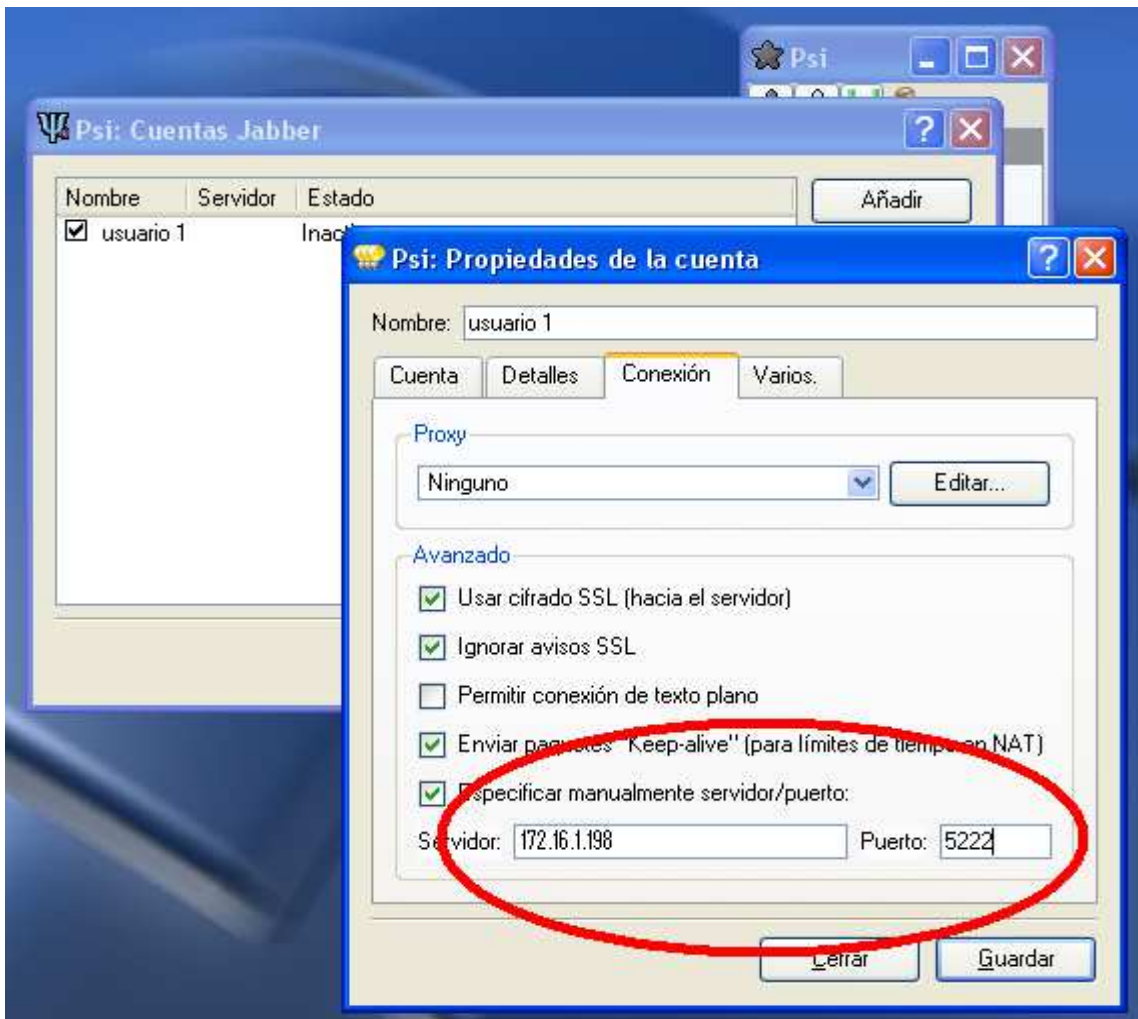 Psi
Psi: Cuentas Jabber
Nombre Servidor Estado
Añadir
usuario 1
Psi: Propiedades de la cuenta
Nombre: usuario 1
Cuenta Detalles Conexión Varios.
Proxy
Ninguno Editar...
Avanzado
Usar cifrado SSL (hacia el servidor)
Ignorar avisos SSL
Permitir conexión de texto plano
Enviar paquetes "Keep-alive" (para límites de tiempo en NAT)
Especificar manualmente servidor/puerto:
Servidor: 172.16.1.198 Puerto: 5222
Cerrar Guardar